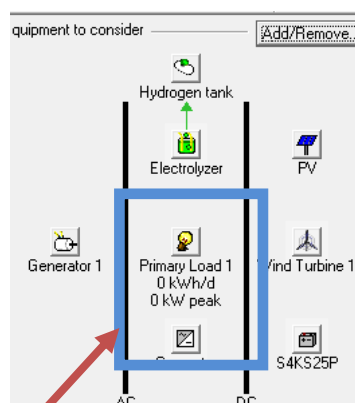 quipment to consider
Add/Remove..
Hydrogen tank
Electrolyzer
PV
Generator 1
Primary Load 1
0 kWh/d
0 kW peak
Wind Turbine 1
S4KS25P
AC
DC